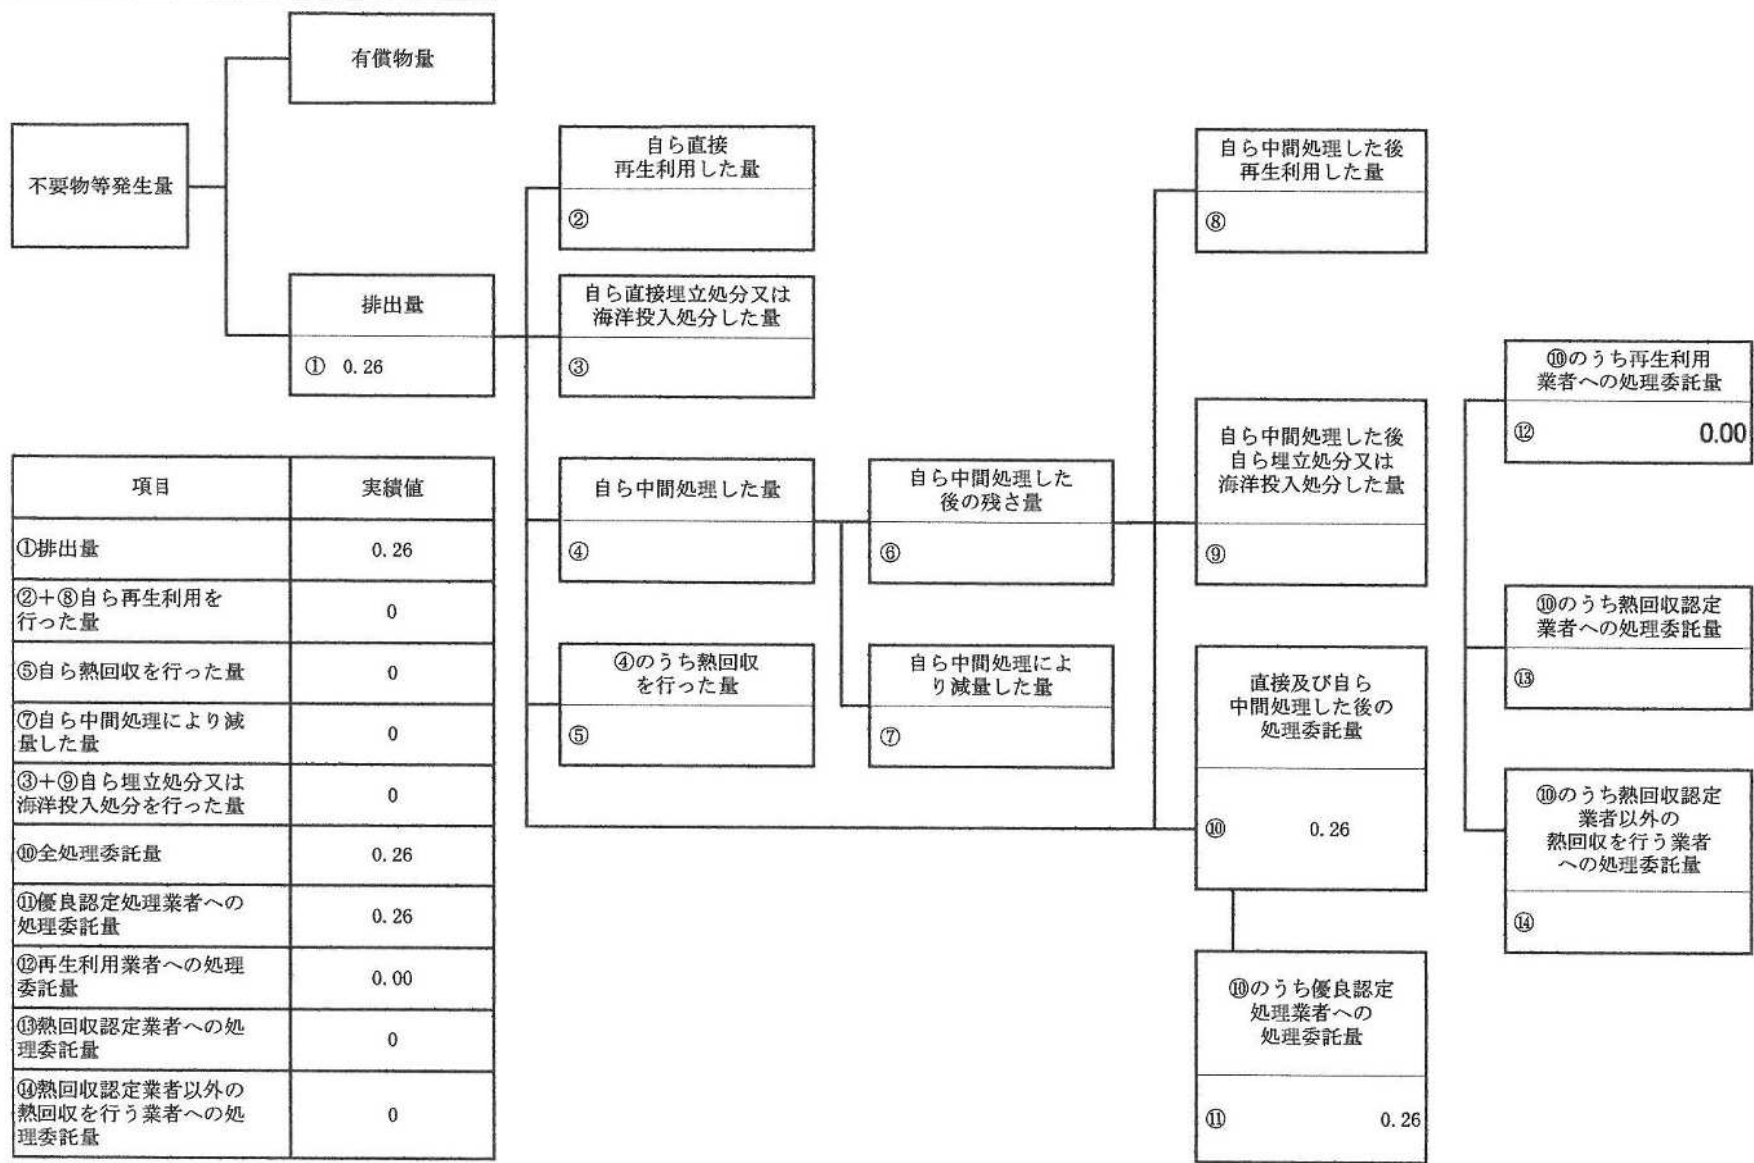 有償物量
不要物等発生量
排出量
① 0.26
自ら直接
再生利用した量
②
自ら直接埋立処分又は
海洋投入処分した量
③
自ら中間処理した量
④
④のうち熱回収
を行った量
⑤
自ら中間処理した
後の残さ量
⑥
自ら中間処理によ
り減量した量
⑦
自ら中間処理した後
再生利用した量
⑧
自ら中間処理した後
自ら埋立処分又は
海洋投入処分した量
⑨
直接及び自ら
中間処理した後の
処理委託量
⑩ 0.26
⑩のうち優良認定
処理業者への
処理委託量
⑪ 0.26
⑩のうち再生利用
業者への処理委託量
⑫ 0.00
⑩のうち熱回収認定
業者への処理委託量
⑬
⑩のうち熱回収認定
業者以外の
熱回収を行う業者
への処理委託量
⑭
項目 実績値
①排出量 0.26
②+⑧自ら再生利用を
行った量 0
⑤自ら熱回収を行った量 0
⑦自ら中間処理により減
量した量 0
③+⑨自ら埋立処分又は
海洋投入処分を行った量 0
⑩全処理委託量 0.26
⑪優良認定処理業者への
処理委託量 0.26
⑫再生利用業者への処理
委託量 0.00
⑬熱回収認定業者への処
理委託量 0
⑭熱回収認定業者以外の
熱回収を行う業者への処
理委託量 0